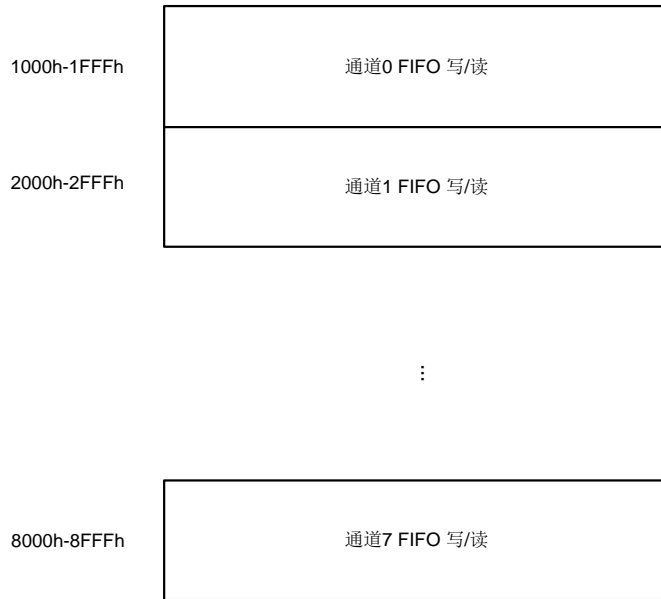 1000h-1FFFh
通道0 FIFO 写/读
2000h-2FFFh
通道1 FIFO 写/读
...
8000h-8FFFh
通道7 FIFO 写/读